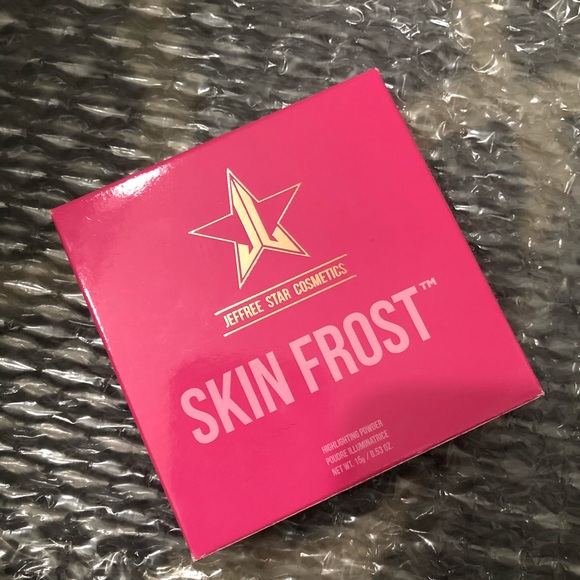 JEFFREE STAR COSMETICS
SKIN FROST™
HIGHLIGHTING POWDER
POUDRE ILLUMINATRICE
NET WT. 15g / 0.53 OZ.